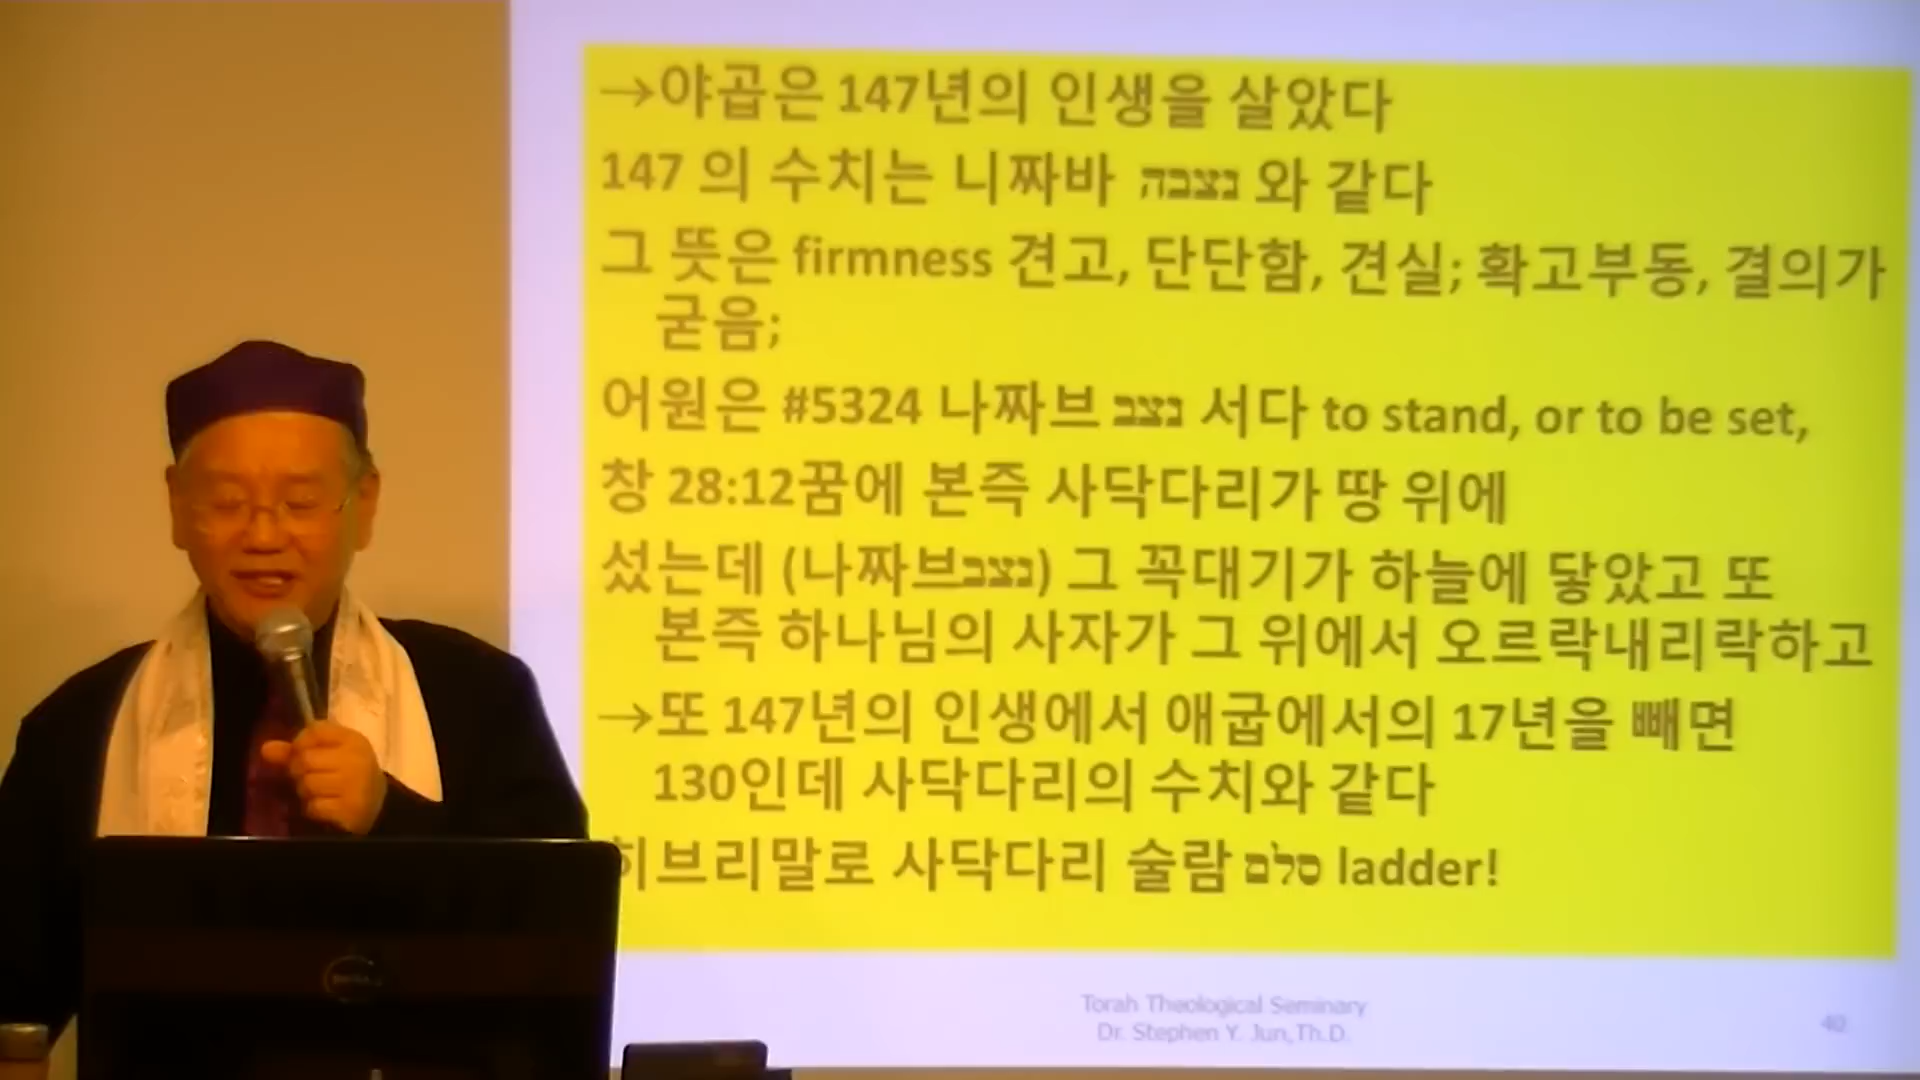 →야곱은 147년의 인생을 살았다
147 의 수치는 니짜바 נצבה 와 같다
그 뜻은 firmness 견고, 단단함, 견실; 확고부동, 결의가
굳음;
어원은 #5324 나짜브 נצב 서다 to stand, or to be set,
창 28:12꿈에 본즉 사닥다리가 땅 위에
섰는데 (나짜브נצב) 그 꼭대기가 하늘에 닿았고 또
본즉 하나님의 사자가 그 위에서 오르락내리락하고
→또 147년의 인생에서 애굽에서의 17년을 빼면
130인데 사닥다리의 수치와 같다
히브리말로 사닥다리 술람 סלם ladder!
Torah Theological Seminary
Dr. Stephen Y. Jun,Th.D.
40